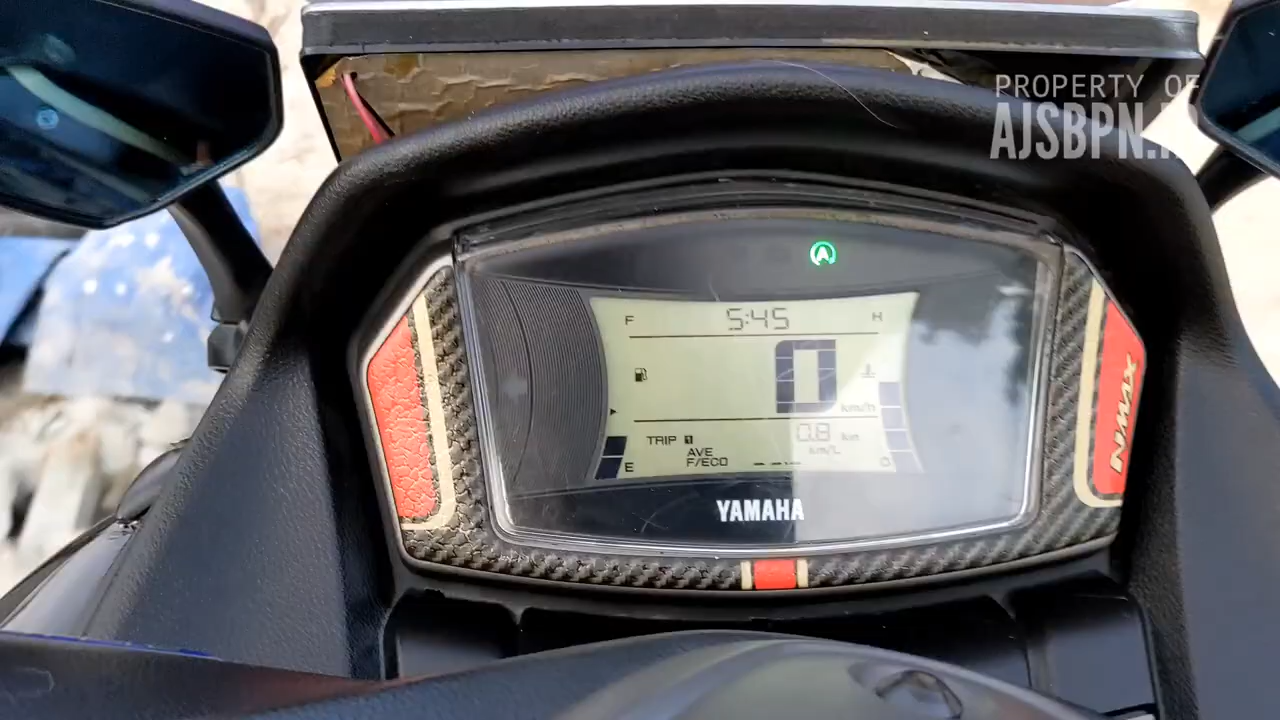 PROPERTY OF
AJSBPN.
A
F 5:45 H
0
km/h
TRIP 1 0.8 km
AVE km/L
F/ECO --.-
E C
YAMAHA
NMAX